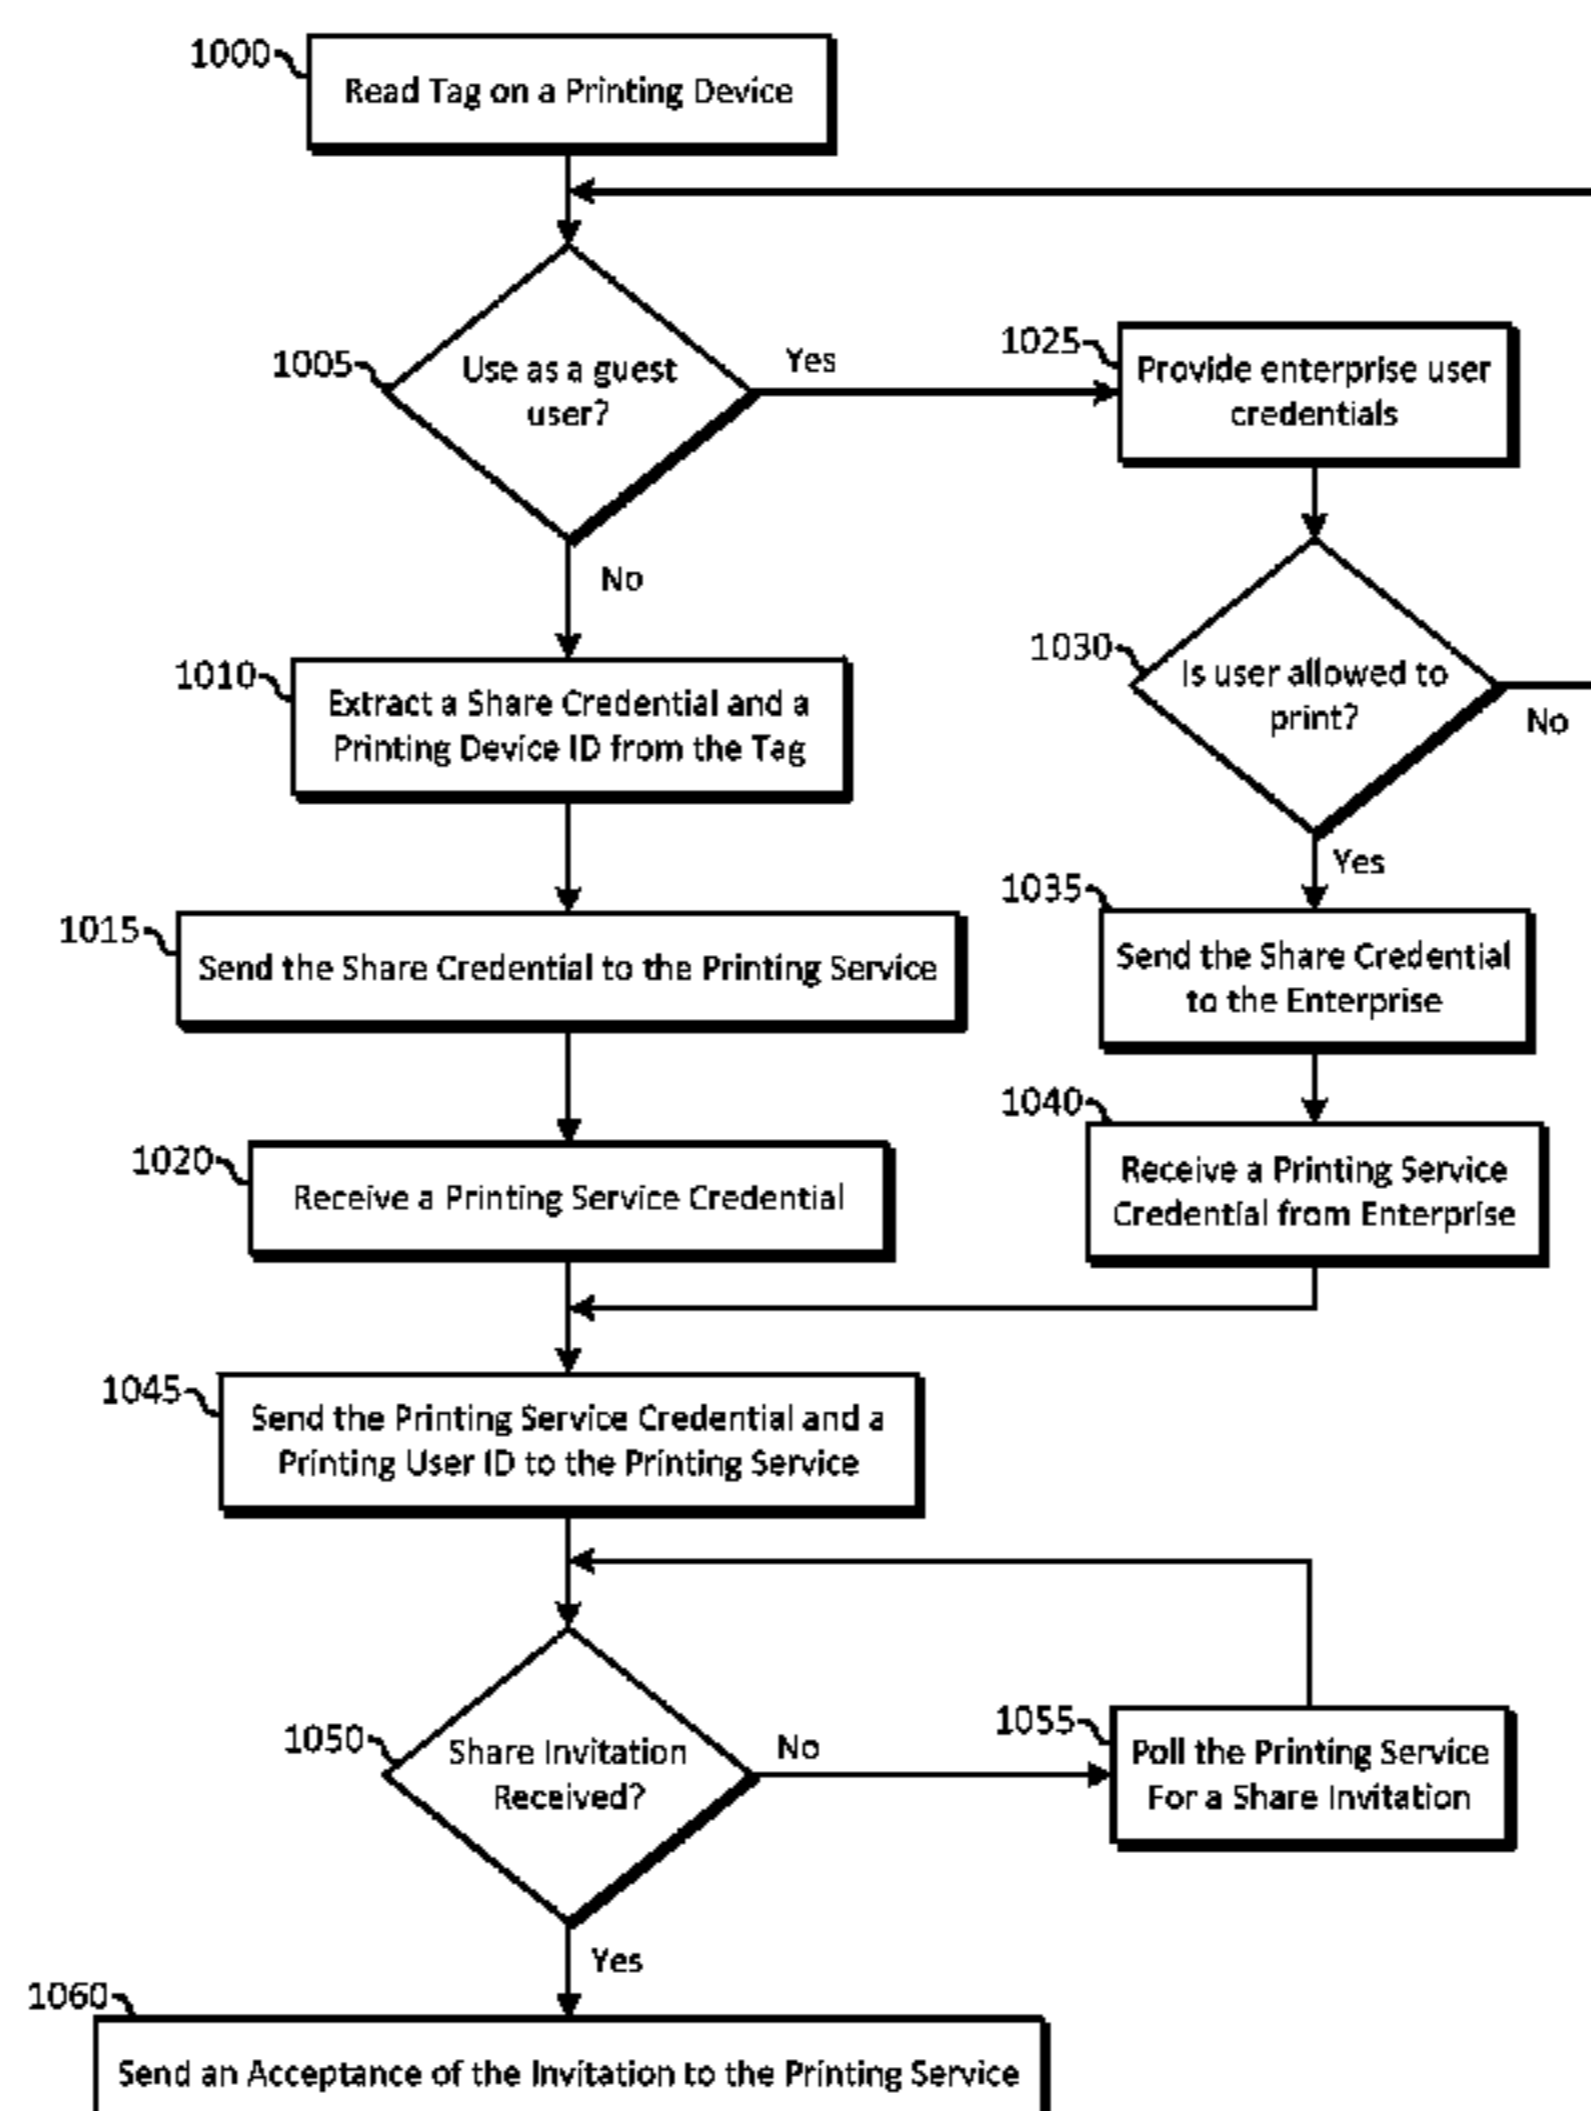 1000
Read Tag on a Printing Device
1005
Use as a guest
user?
Yes
No
1025
Provide enterprise user
credentials
1030
Is user allowed to
print?
No
Yes
1010
Extract a Share Credential and a
Printing Device ID from the Tag
1015
Send the Share Credential to the Printing Service
1020
Receive a Printing Service Credential
1035
Send the Share Credential
to the Enterprise
1040
Receive a Printing Service
Credential from Enterprise
1045
Send the Printing Service Credential and a
Printing User ID to the Printing Service
1050
Share Invitation
Received?
No
1055
Poll the Printing Service
For a Share Invitation
Yes
1060
Send an Acceptance of the Invitation to the Printing Service